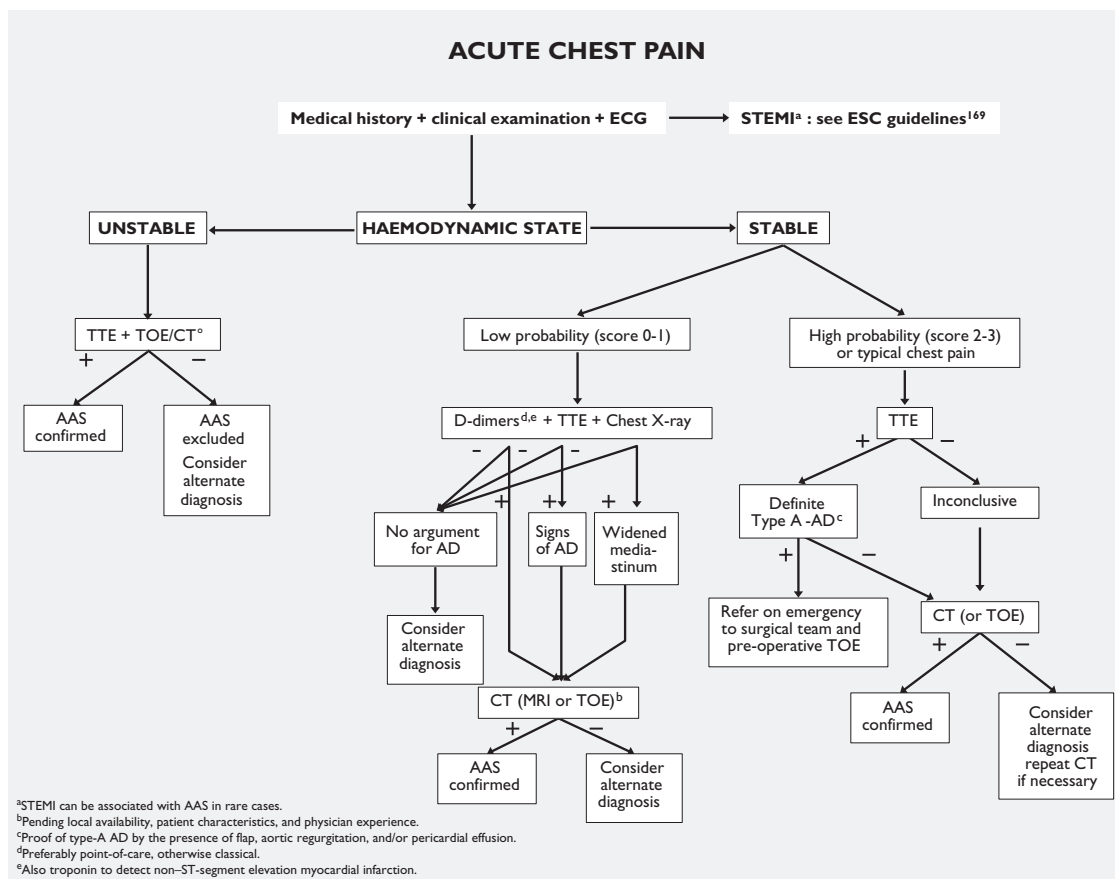 ACUTE CHEST PAIN
Medical history + clinical examination + ECG
STEMIᵃ : see ESC guidelines¹⁶⁹
UNSTABLE
HAEMODYNAMIC STATE
STABLE
TTE + TOE/CT°
+
–
AAS
confirmed
AAS
excluded
Consider
alternate
diagnosis
Low probability (score 0-1)
D-dimersᵈ,ᵉ + TTE + Chest X-ray
-
-
-
+
+
+
No argument
for AD
Signs
of AD
Widened
media-
stinum
Consider
alternate
diagnosis
CT (MRI or TOE)ᵇ
+
–
AAS
confirmed
Consider
alternate
diagnosis
High probability (score 2-3)
or typical chest pain
TTE
+
–
Definite
Type A -ADᶜ
Inconclusive
+
–
Refer on emergency
to surgical team and
pre-operative TOE
CT (or TOE)
+
–
AAS
confirmed
Consider
alternate
diagnosis
repeat CT
if necessary
ᵃSTEMI can be associated with AAS in rare cases.
ᵇPending local availability, patient characteristics, and physician experience.
ᶜProof of type-A AD by the presence of flap, aortic regurgitation, and/or pericardial effusion.
ᵈPreferably point-of-care, otherwise classical.
ᵉAlso troponin to detect non–ST-segment elevation myocardial infarction.